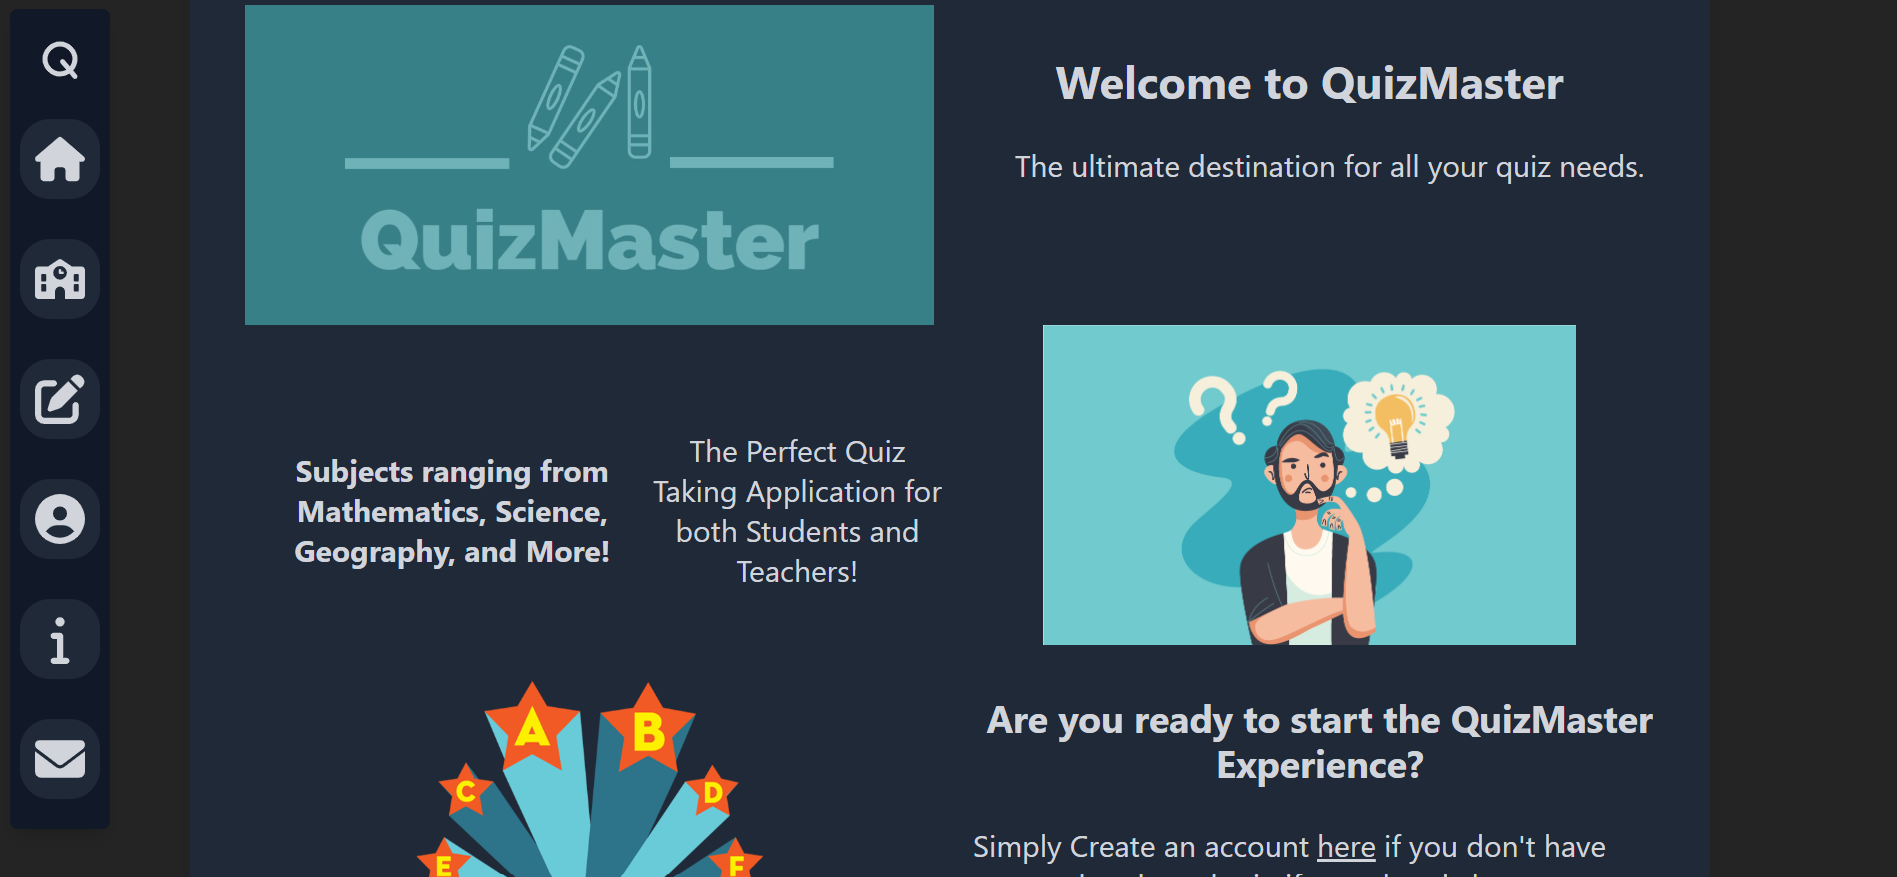 Q
QuizMaster
Welcome to QuizMaster
The ultimate destination for all your quiz needs.
Subjects ranging from
Mathematics, Science,
Geography, and More!
The Perfect Quiz
Taking Application for
both Students and
Teachers!
A
B
C
D
E
F
Are you ready to start the QuizMaster
Experience?
Simply Create an account here if you don't have